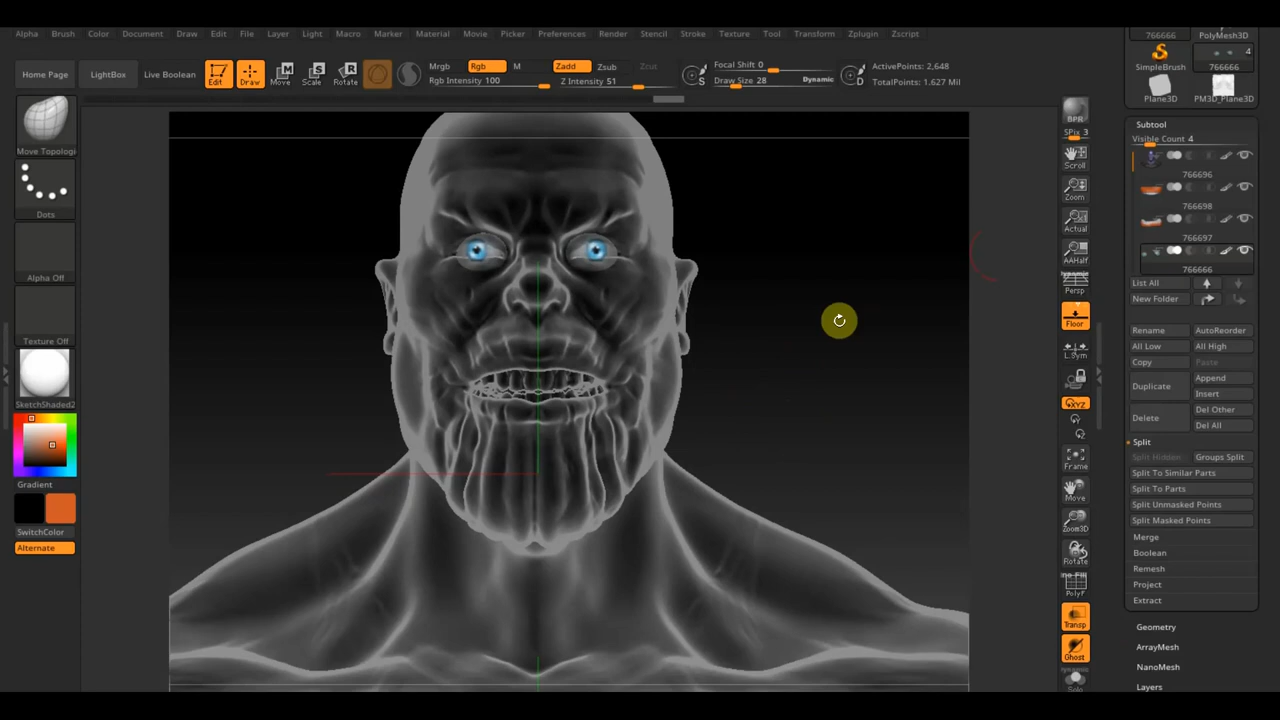 Alpha Brush Color Document Draw Edit File Layer Light Macro Marker Material Movie Picker Preferences Render Stencil Stroke Texture Tool Transform Zplugin Zscript
Home Page LightBox Live Boolean Edit Draw Move Scale Rotate
Mrgb Rgb M Zadd Zsub Zcut
Rgb Intensity 100 Z Intensity 51
Focal Shift 0
Draw Size 28 Dynamic
ActivePoints: 2,648
TotalPoints: 1.627 Mil
Move Topologi
Dots
Alpha Off
Texture Off
SketchShaded2
Gradient
SwitchColor
Alternate
BPR
SPix 3
Scroll
Zoom
Actual
AAHalf
Dynamic
Persp
Floor
L.Sym
XYZ
Frame
Move
Zoom3D
Rotate
PolyF
Transp
Ghost
Dynamic
Solo
766666 PolyMesh3D
4
SimpleBrush 766666
Plane3D PM3D_Plane3D
Subtool
Visible Count 4
766696
766698
766697
766666
List All
New Folder
Rename AutoReorder
All Low All High
Copy Paste
Duplicate Append
Insert
Delete Del Other
Del All
Split
Split Hidden Groups Split
Split To Similar Parts
Split To Parts
Split Unmasked Points
Split Masked Points
Merge
Boolean
Remesh
Project
Extract
Geometry
ArrayMesh
NanoMesh
Layers